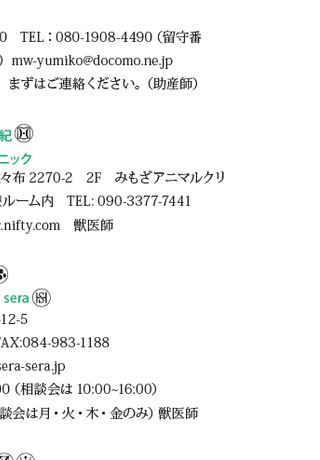 0 TEL：080-1908-4490（留守番
) mw-yumiko@docomo.ne.jp
まずはご連絡ください。（助産師）
紀
ニック
々布 2270-2 2F みもざアニマルクリ
ルーム内 TEL: 090-3377-7441
.nifty.com 獣医師
sera
12-5
AX:084-983-1188
sera-sera.jp
00（相談会は 10:00~16:00）
談会は月・火・木・金のみ）獣医師